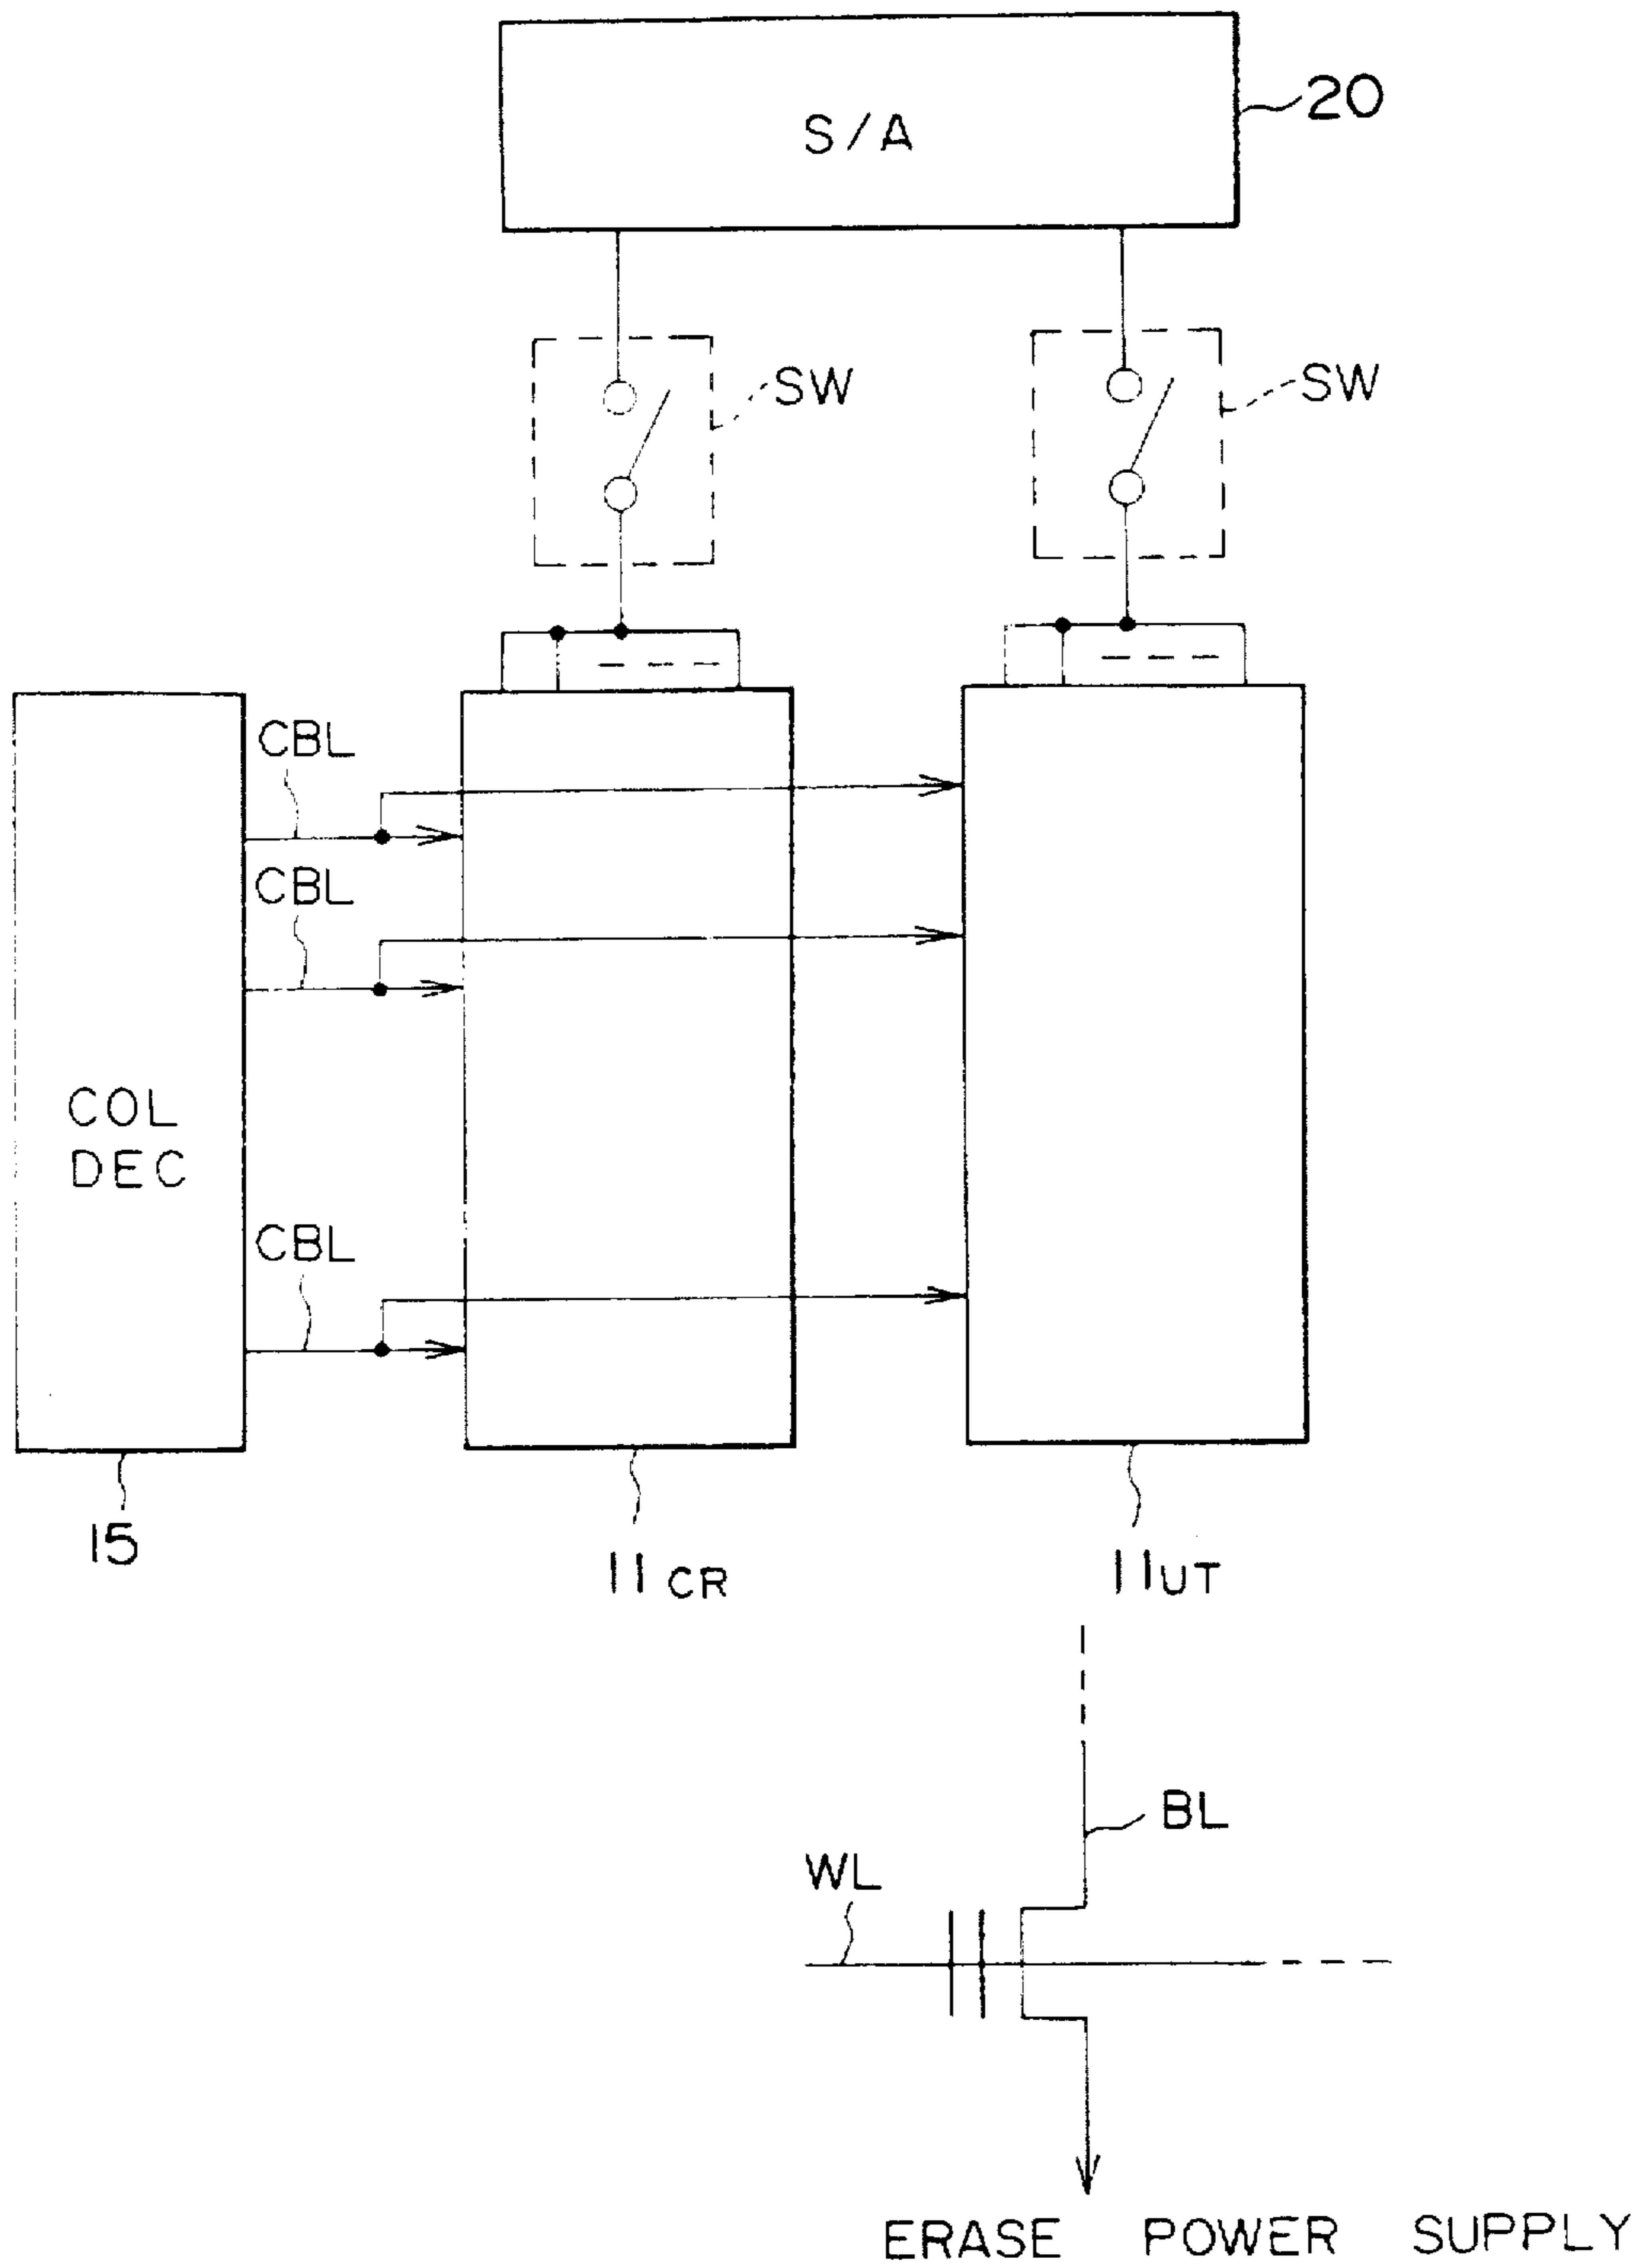 S/A
20
SW
SW
CBL
CBL
COL
DEC
CBL
15
11CR
11UT
BL
WL
ERASE POWER SUPPLY